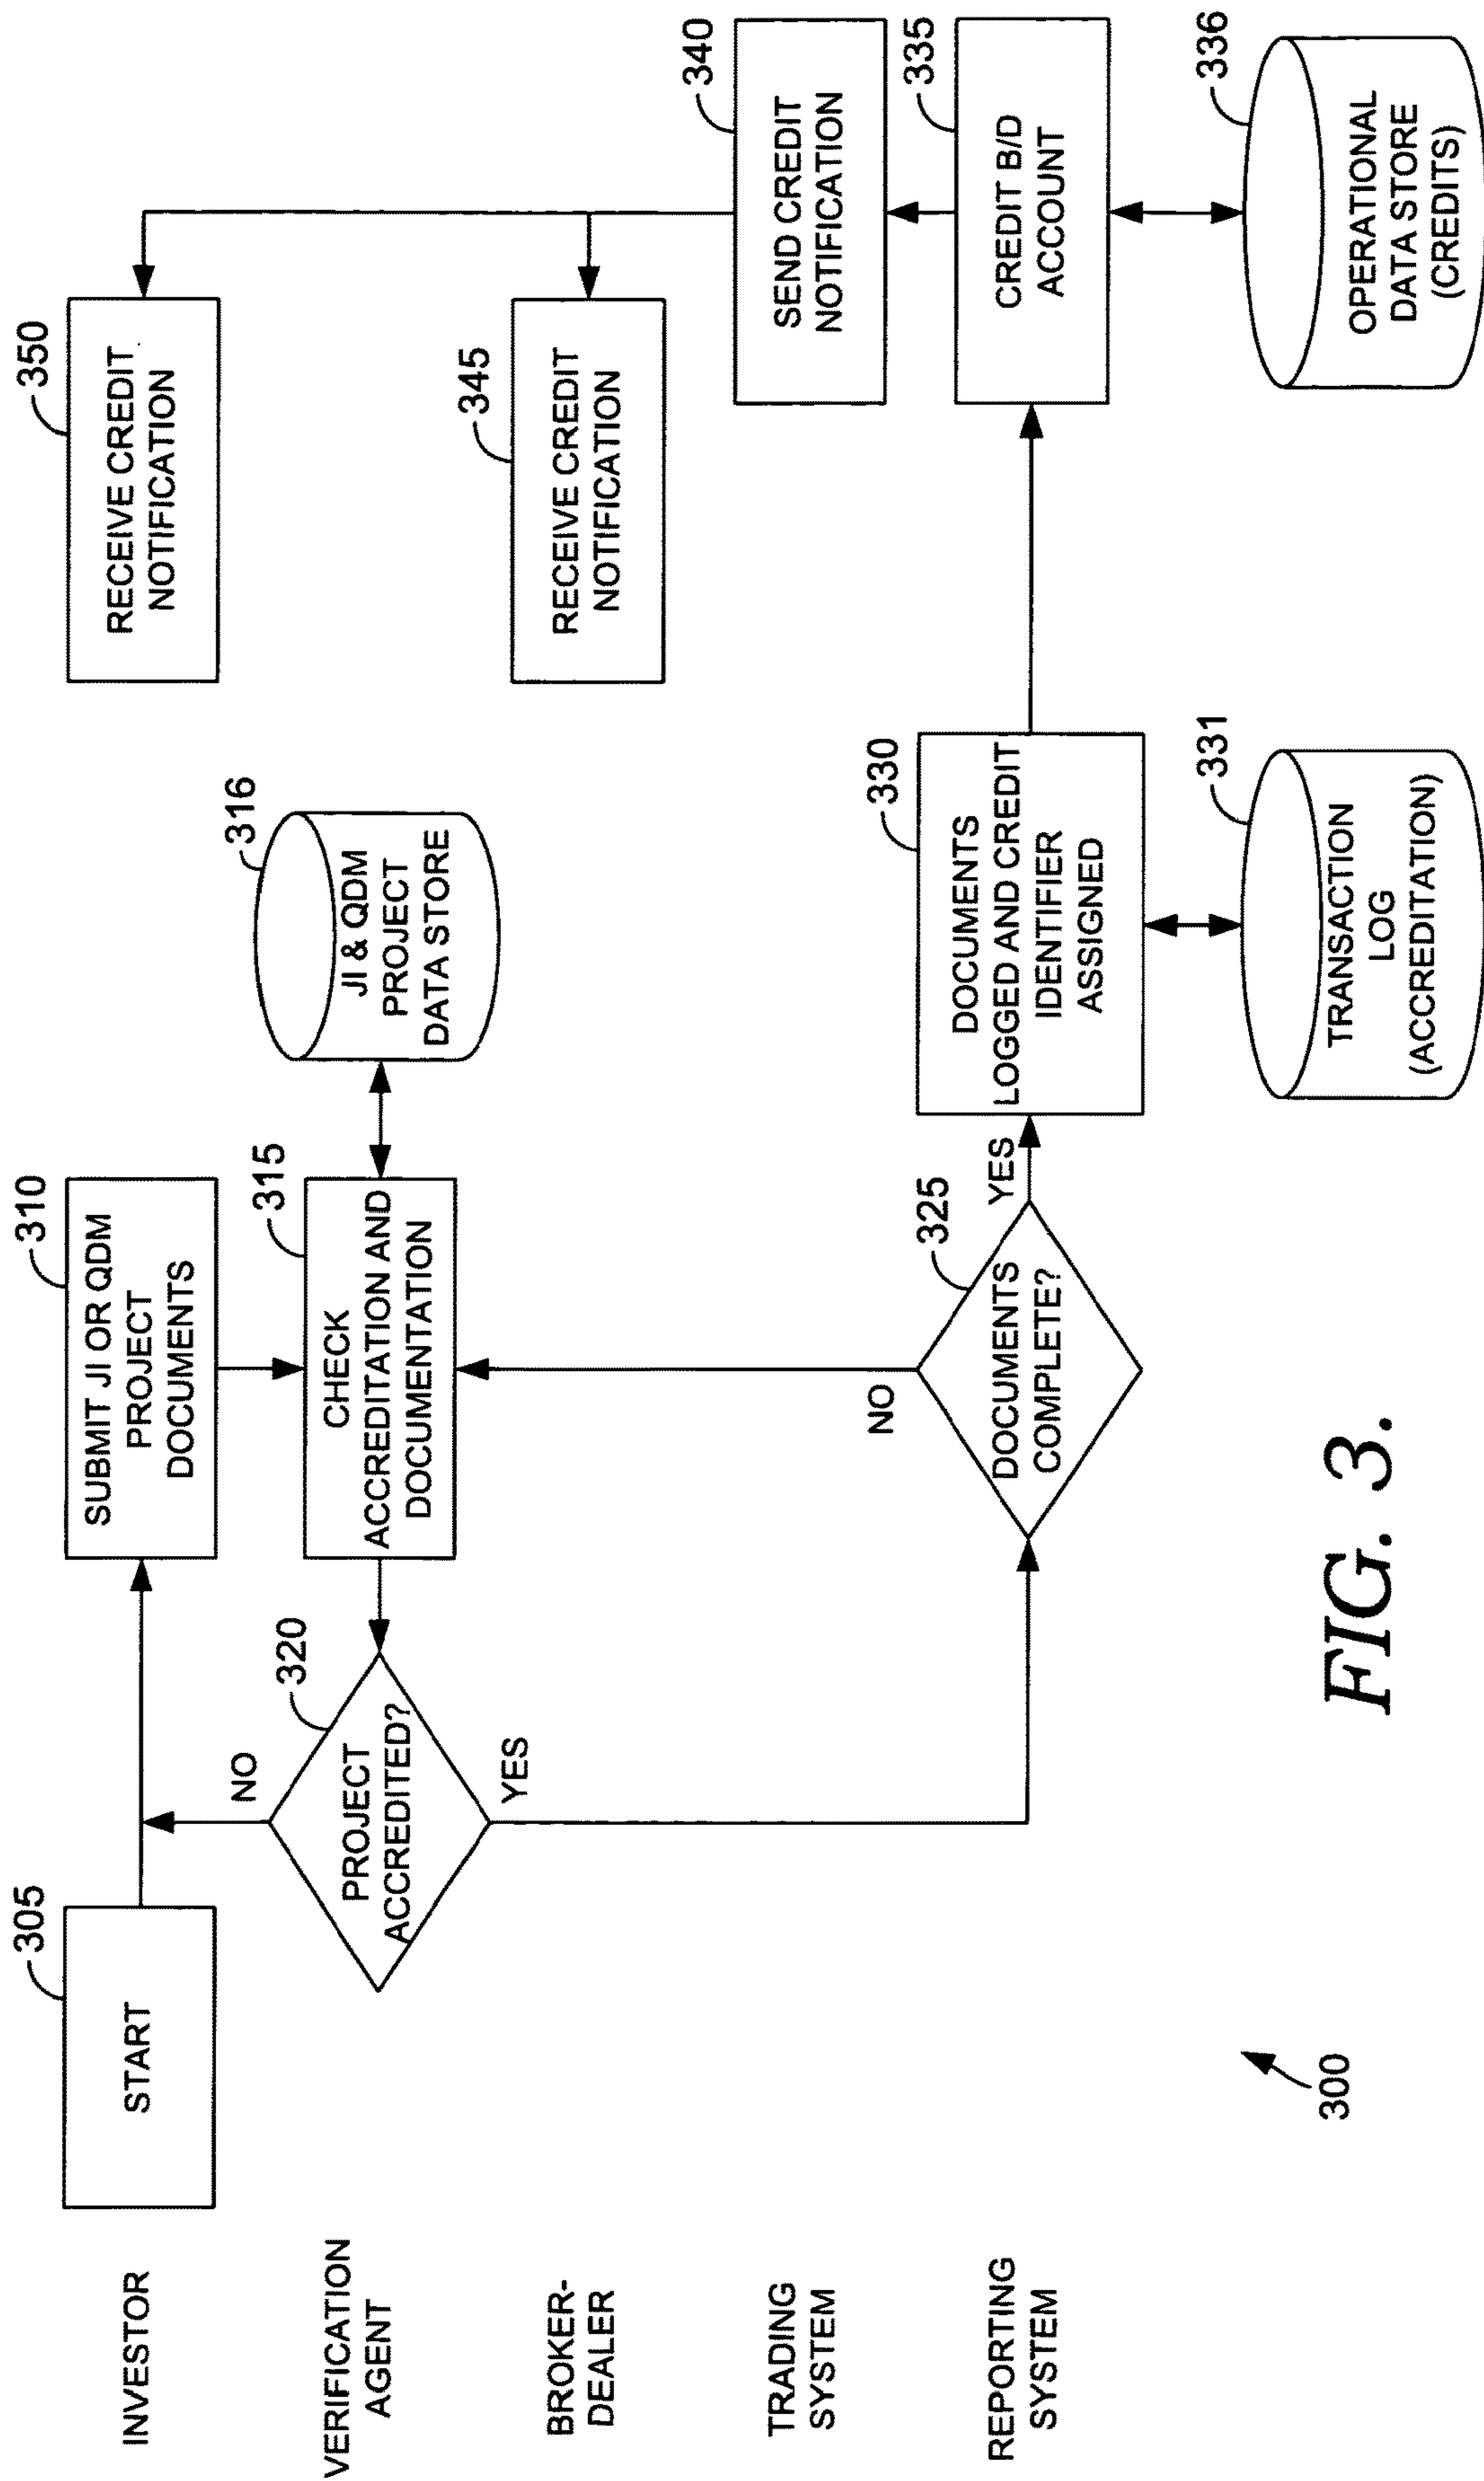 INVESTOR
305
START
310
SUBMIT JI OR QDM
PROJECT
DOCUMENTS
350
RECEIVE CREDIT
NOTIFICATION
VERIFICATION
AGENT
NO
320
PROJECT
ACCREDITED?
YES
315
CHECK
ACCREDITATION AND
DOCUMENTATION
316
JI & QDM
PROJECT
DATA STORE
BROKER-
DEALER
345
RECEIVE CREDIT
NOTIFICATION
TRADING
SYSTEM
340
SEND CREDIT
NOTIFICATION
REPORTING
SYSTEM
NO
325
DOCUMENTS
COMPLETE?
YES
330
DOCUMENTS
LOGGED AND CREDIT
IDENTIFIER
ASSIGNED
335
CREDIT B/D
ACCOUNT
331
TRANSACTION
LOG
(ACCREDITATION)
336
OPERATIONAL
DATA STORE
(CREDITS)
300
FIG. 3.